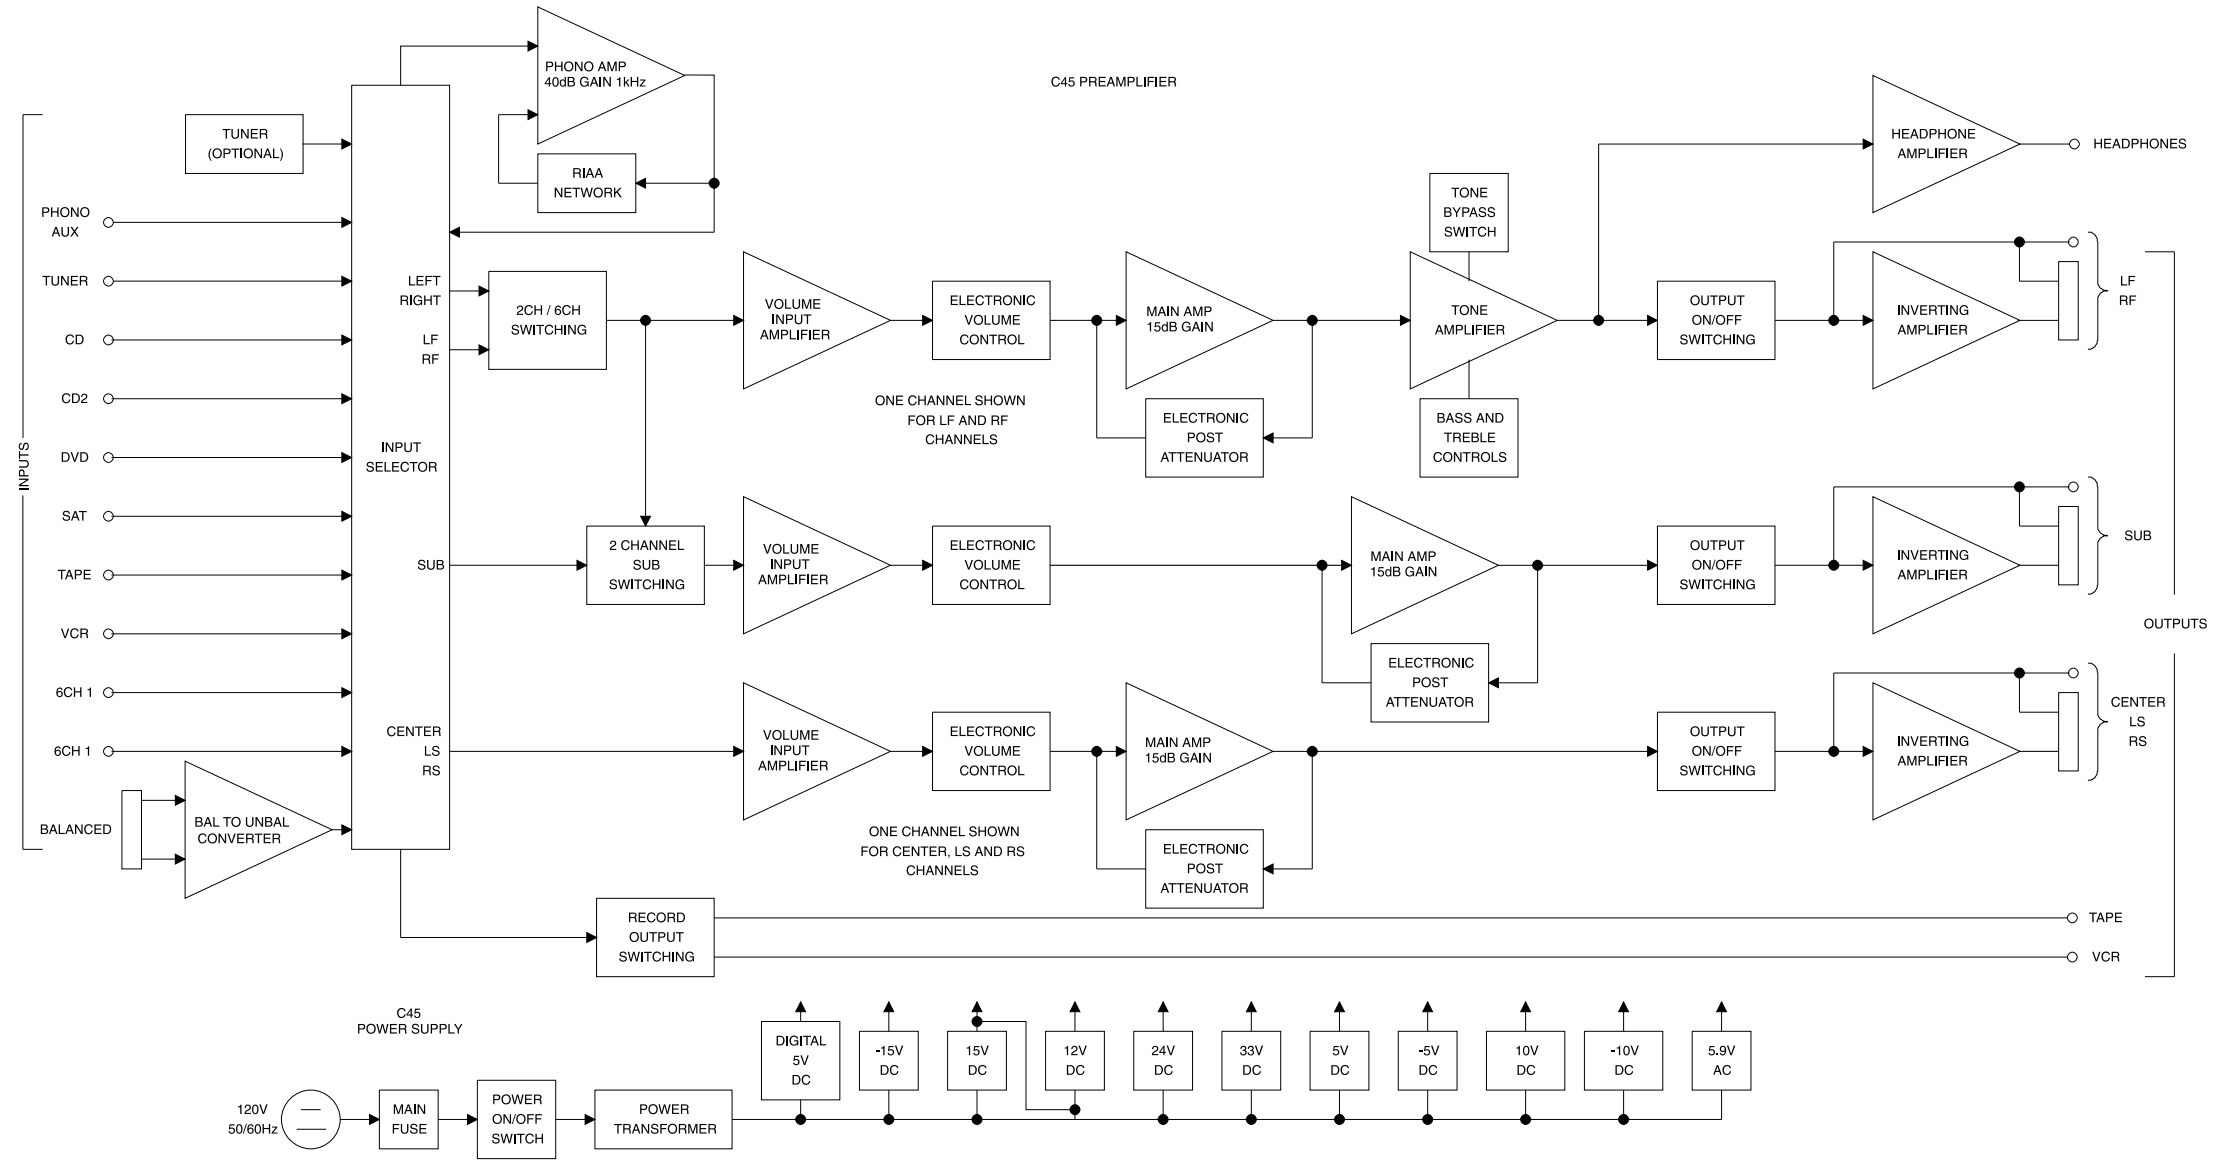 C45 PREAMPLIFIER
PHONO AMP
40dB GAIN 1kHz
RIAA
NETWORK
TUNER
(OPTIONAL)
INPUTS
PHONO
AUX
TUNER
CD
CD2
DVD
SAT
TAPE
VCR
6CH 1
6CH 1
BALANCED
BAL TO UNBAL
CONVERTER
INPUT
SELECTOR
LEFT
RIGHT
LF
RF
SUB
CENTER
LS
RS
2CH / 6CH
SWITCHING
VOLUME
INPUT
AMPLIFIER
ELECTRONIC
VOLUME
CONTROL
ONE CHANNEL SHOWN
FOR LF AND RF
CHANNELS
MAIN AMP
15dB GAIN
ELECTRONIC
POST
ATTENUATOR
TONE
BYPASS
SWITCH
TONE
AMPLIFIER
BASS AND
TREBLE
CONTROLS
HEADPHONE
AMPLIFIER
HEADPHONES
OUTPUT
ON/OFF
SWITCHING
INVERTING
AMPLIFIER
LF
RF
2 CHANNEL
SUB
SWITCHING
VOLUME
INPUT
AMPLIFIER
ELECTRONIC
VOLUME
CONTROL
MAIN AMP
15dB GAIN
ELECTRONIC
POST
ATTENUATOR
OUTPUT
ON/OFF
SWITCHING
INVERTING
AMPLIFIER
SUB
OUTPUTS
VOLUME
INPUT
AMPLIFIER
ELECTRONIC
VOLUME
CONTROL
ONE CHANNEL SHOWN
FOR CENTER, LS AND RS
CHANNELS
MAIN AMP
15dB GAIN
ELECTRONIC
POST
ATTENUATOR
OUTPUT
ON/OFF
SWITCHING
INVERTING
AMPLIFIER
CENTER
LS
RS
RECORD
OUTPUT
SWITCHING
TAPE
VCR
C45
POWER SUPPLY
120V
50/60Hz
MAIN
FUSE
POWER
ON/OFF
SWITCH
POWER
TRANSFORMER
DIGITAL
5V
DC
-15V
DC
15V
DC
12V
DC
24V
DC
33V
DC
5V
DC
-5V
DC
10V
DC
-10V
DC
5.9V
AC